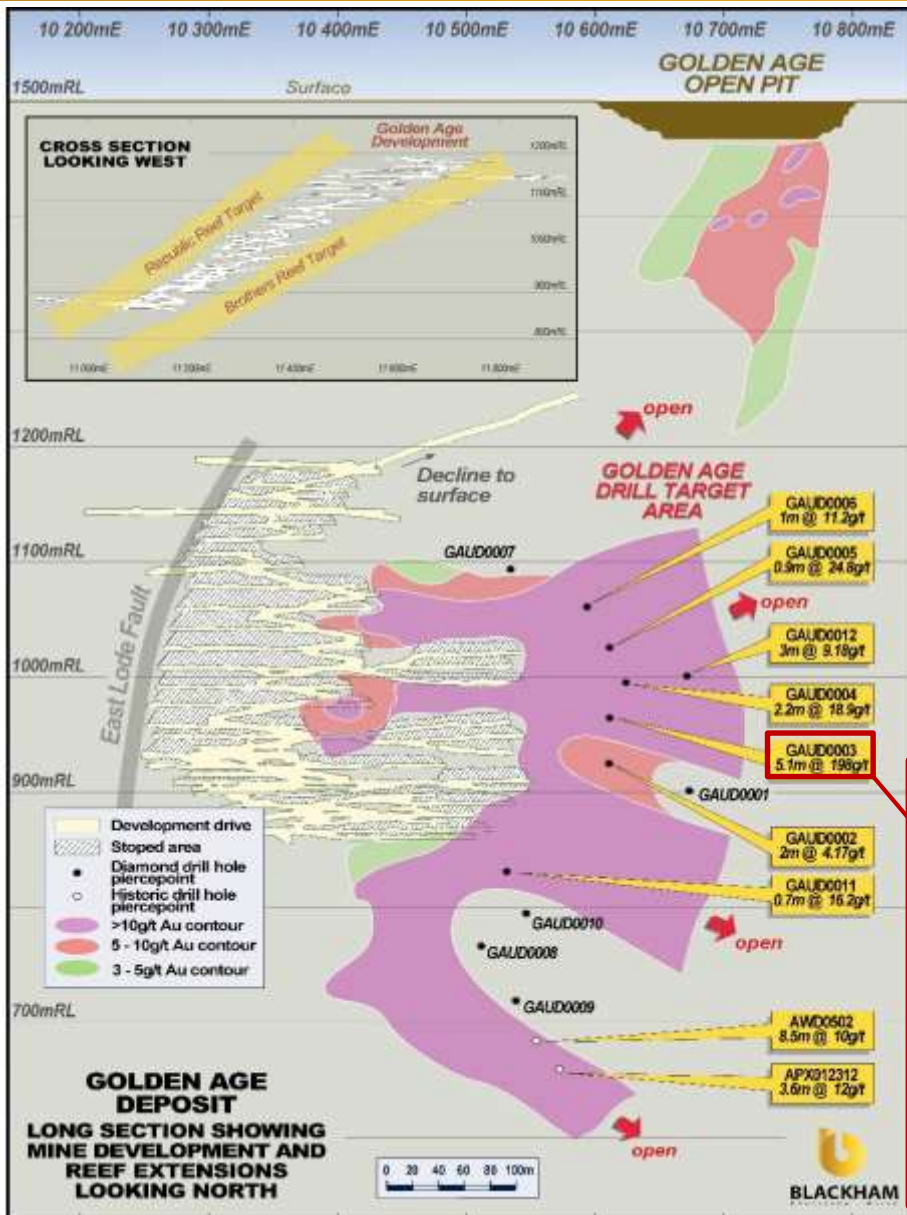 10 200mE 10 300mE 10 400mE 10 500mE 10 600mE 10 700mE 10 800mE
GOLDEN AGE
OPEN PIT
1500mRL
Surface
CROSS SECTION
LOOKING WEST
Golden Age
Development
1200mRL
1100mRL
Republic Reef Target
Brothers Reef Target
11 000mE
11 400mE
open
1200mRL
Decline to
surface
GOLDEN AGE
DRILL TARGET
AREA
GAUD0006
1m @ 11.2g/t
1100mRL
GAUD0007
GAUD0005
0.9m @ 24.8g/t
open
East Lode Fault
GAUD0012
3m @ 9.18g/t
1000mRL
GAUD0004
2.2m @ 18.9g/t
GAUD0003
5.1m @ 198g/t
900mRL
GAUD0001
GAUD0002
2m @ 4.17g/t
GAUD0011
0.7m @ 16.2g/t
Development drive
Stoped area
Diamond drill hole
piercepoint
Historic drill hole
piercepoint
>10g/t Au contour
5 - 10g/t Au contour
3 - 5g/t Au contour
GAUD0010
GAUD0008
open
GAUD0009
700mRL
AWD0502
8.5m @ 10g/t
APX012312
3.6m @ 12g/t
GOLDEN AGE
DEPOSIT
LONG SECTION SHOWING
MINE DEVELOPMENT AND
REEF EXTENSIONS
LOOKING NORTH
open
0 20 40 60 80 100m
BLACKHAM